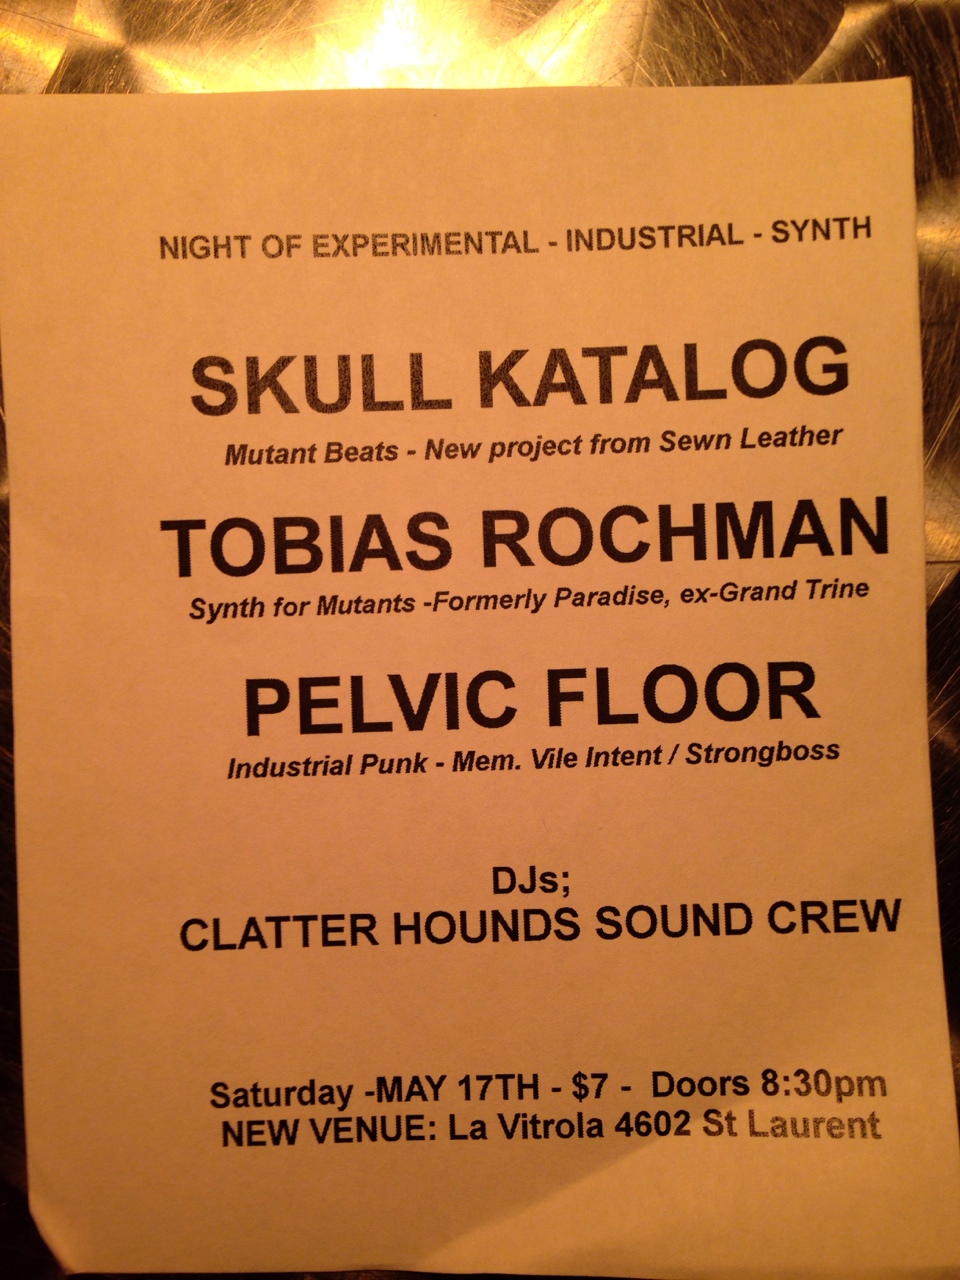 NIGHT OF EXPERIMENTAL - INDUSTRIAL - SYNTH
SKULL KATALOG
Mutant Beats - New project from Sewn Leather
TOBIAS ROCHMAN
Synth for Mutants -Formerly Paradise, ex-Grand Trine
PELVIC FLOOR
Industrial Punk - Mem. Vile Intent / Strongboss
DJs;
CLATTER HOUNDS SOUND CREW
Saturday -MAY 17TH - $7 - Doors 8:30pm
NEW VENUE: La Vitrola 4602 St Laurent